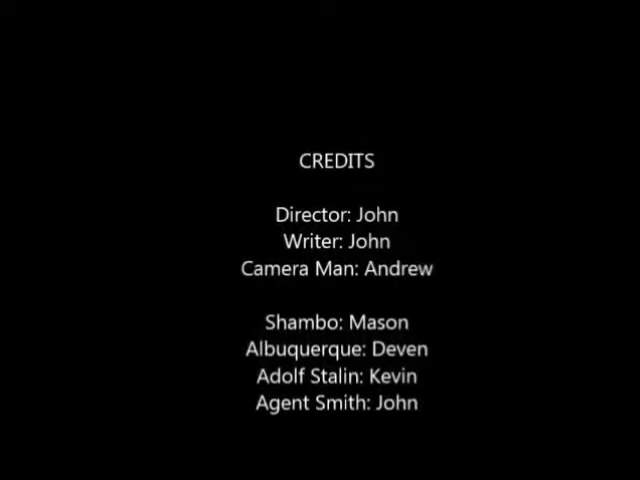 CREDITS
Director: John
Writer: John
Camera Man: Andrew
Shambo: Mason
Albuquerque: Deven
Adolf Stalin: Kevin
Agent Smith: John